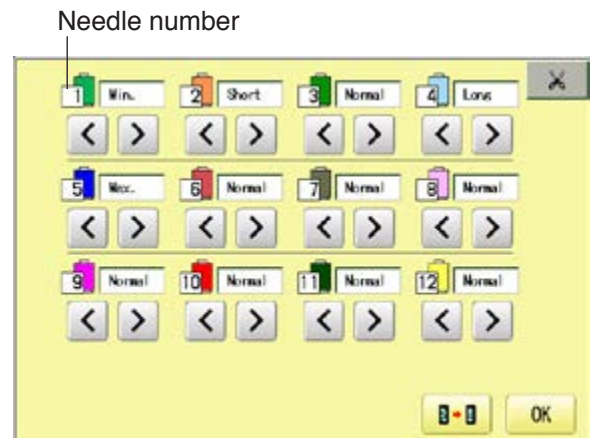 Needle number
1 Min. 2 Short 3 Normal 4 Long
5 Max. 6 Normal 7 Normal 8 Normal
9 Normal 10 Normal 11 Normal 12 Normal
OK